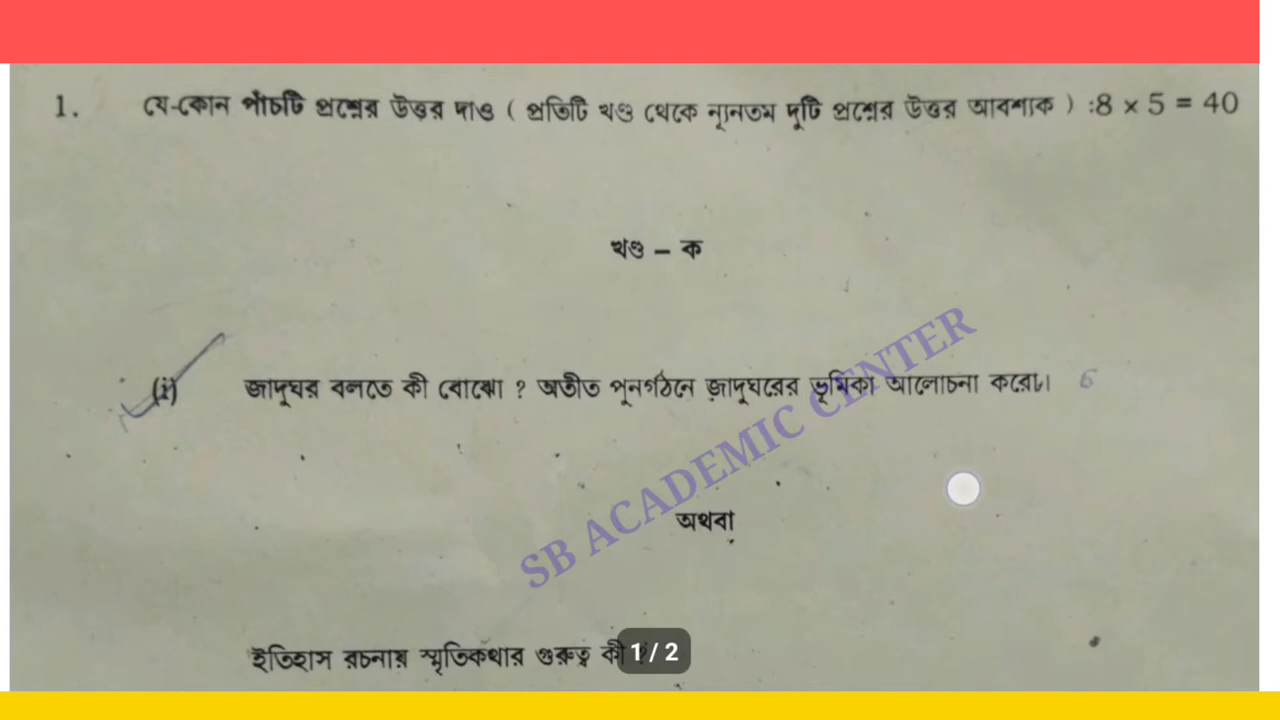 1. যে-কোন পাঁচটি প্রশ্নের উত্তর দাও ( প্রতিটি খণ্ড থেকে ন্যূনতম দুটি প্রশ্নের উত্তর আবশ্যক ) :8 × 5 = 40
খণ্ড – ক
(i) জাদুঘর বলতে কী বোঝো ? অতীত পুনর্গঠনে জাদুঘরের ভূমিকা আলোচনা করো। 6
SB ACADEMIC CENTER
অথবা
ইতিহাস রচনায় স্মৃতিকথার গুরুত্ব কী ?
1 / 2